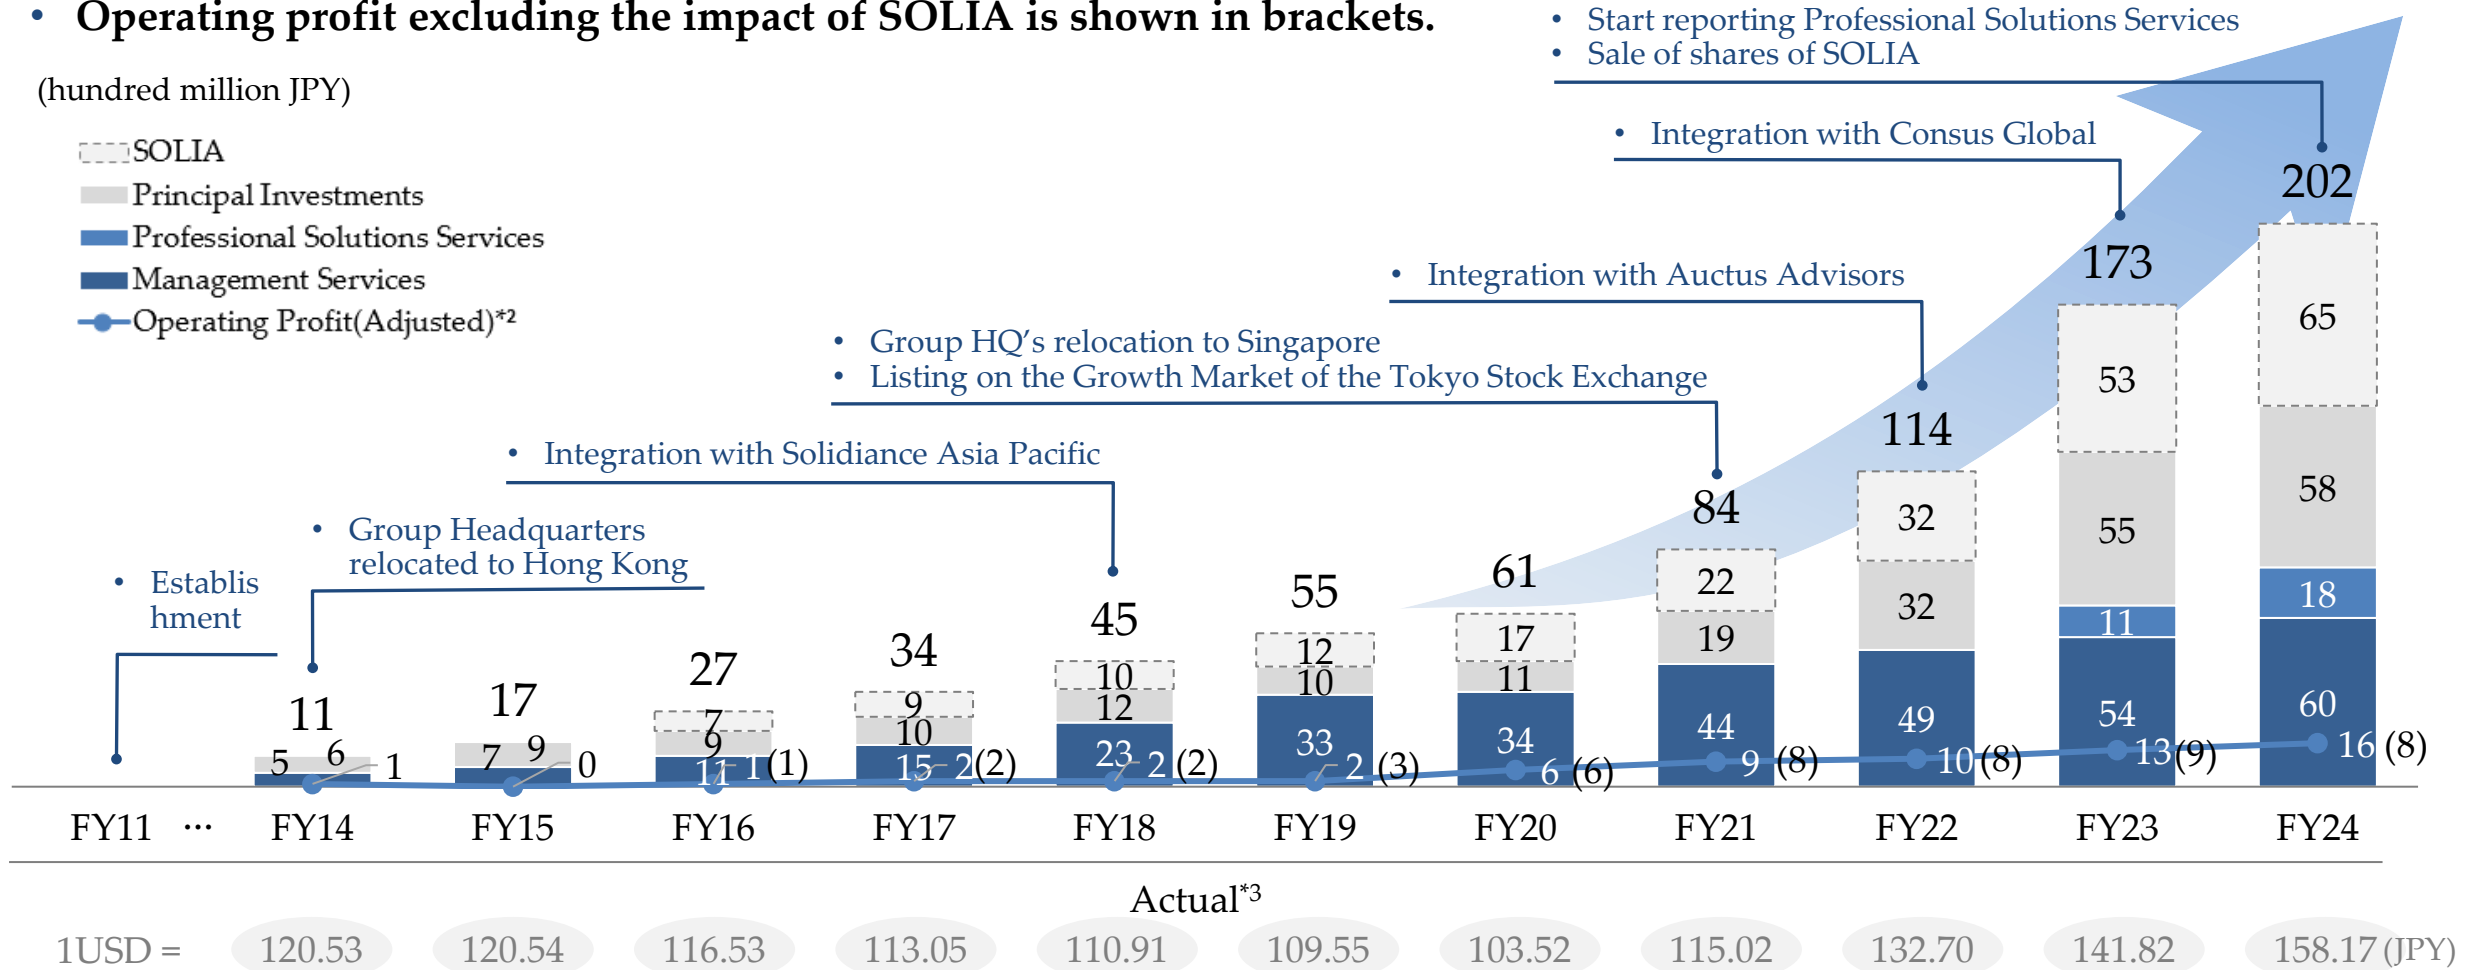 • Operating profit excluding the impact of SOLIA is shown in brackets.
(hundred million JPY)
SOLIA
Principal Investments
Professional Solutions Services
Management Services
Operating Profit(Adjusted)*2
• Start reporting Professional Solutions Services
• Sale of shares of SOLIA
• Integration with Consus Global
• Integration with Auctus Advisors
• Group HQ's relocation to Singapore
• Listing on the Growth Market of the Tokyo Stock Exchange
• Integration with Solidiance Asia Pacific
• Group Headquarters
relocated to Hong Kong
• Establis
hment
11 17 27 34 45 55 61 84 114 173 202
7 9 10 12 17 22 32 53 65
6 9 9 10 12 10 11 19 32 55 58
11 18
5 7 11 15 23 33 34 44 49 54 60
1 0 1 (1) 2 (2) 2 (2) 2 (3) 6 (6) 9 (8) 10 (8) 13 (9) 16 (8)
FY11 ... FY14 FY15 FY16 FY17 FY18 FY19 FY20 FY21 FY22 FY23 FY24
Actual*3
1USD = 120.53 120.54 116.53 113.05 110.91 109.55 103.52 115.02 132.70 141.82 158.17 (JPY)